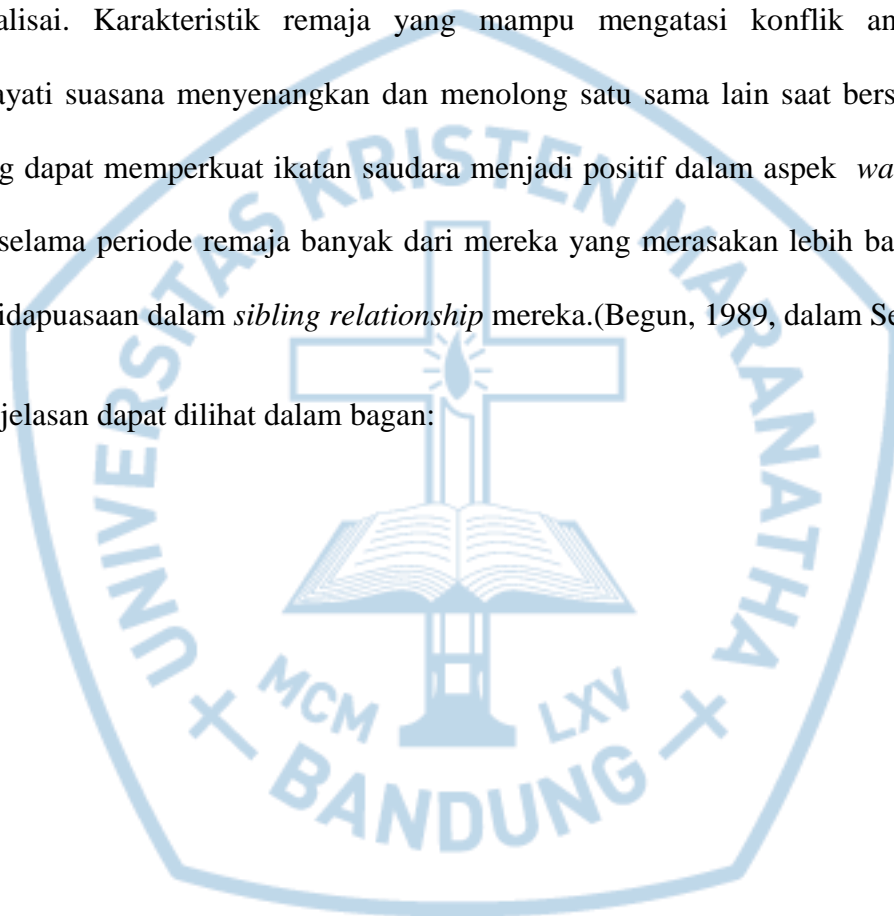 alisai. Karakteristik remaja yang mampu mengatasi konflik an
ayati suasana menyenangkan dan menolong satu sama lain saat bers
g dapat memperkuat ikatan saudara menjadi positif dalam aspek wa
selama periode remaja banyak dari mereka yang merasakan lebih ba
idapuasaan dalam sibling relationship mereka.(Begun, 1989, dalam Se
jelasan dapat dilihat dalam bagan:
UNIVERSITAS KRISTEN MARANATHA
MCM LXV
BANDUNG